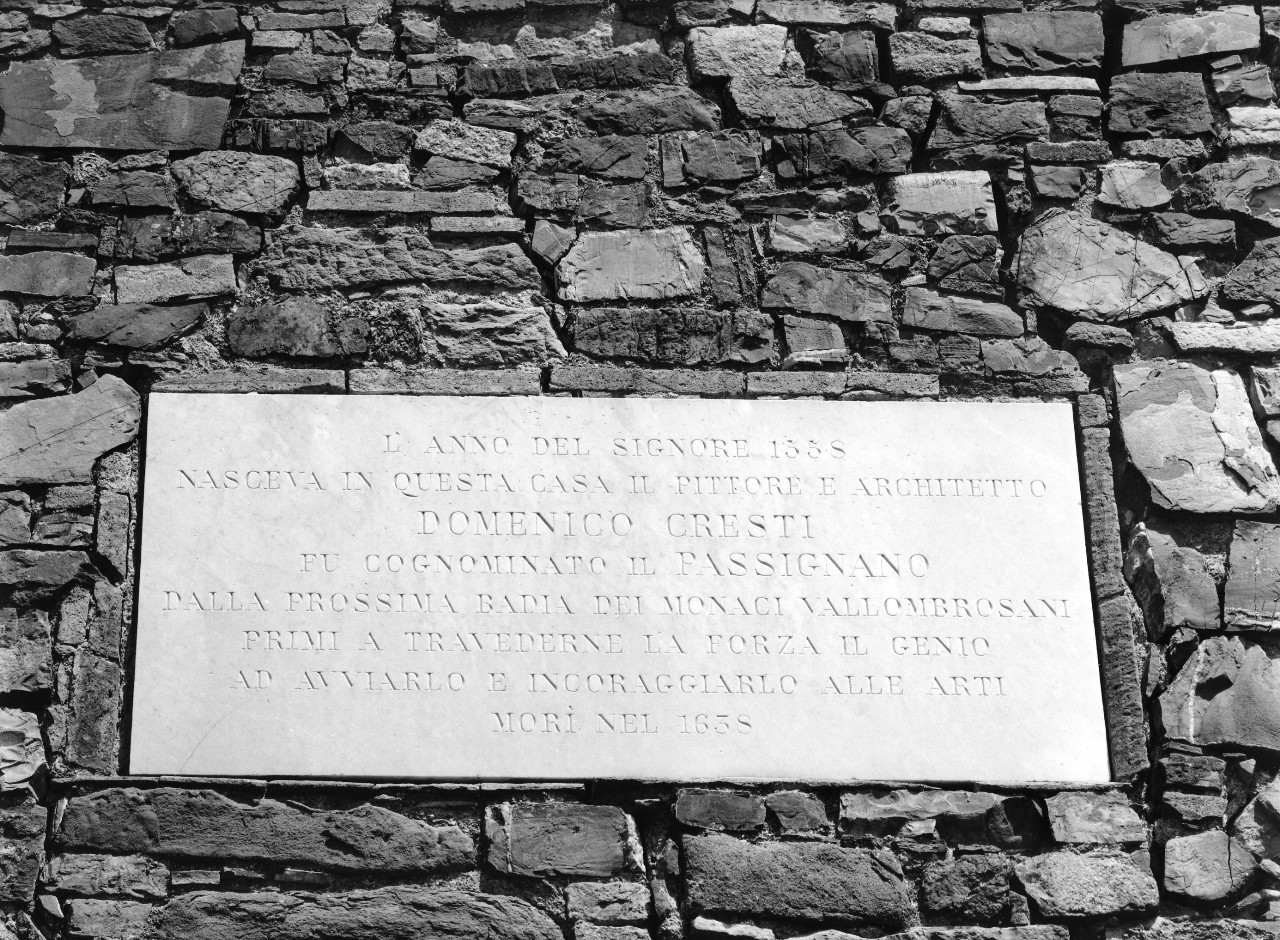 L' ANNO DEL SIGNORE 1558
NASCEVA IN QUESTA CASA IL PITTORE E ARCHITETTO
DOMENICO CRESTI
FU COGNOMINATO IL PASSIGNANO
DALLA PROSSIMA BADIA DEI MONACI VALLOMBROSANI
PRIMI A TRAVEDERNE LA FORZA IL GENIO
AD AVVIARLO E INCORAGGIARLO ALLE ARTI
MORÌ NEL 1638